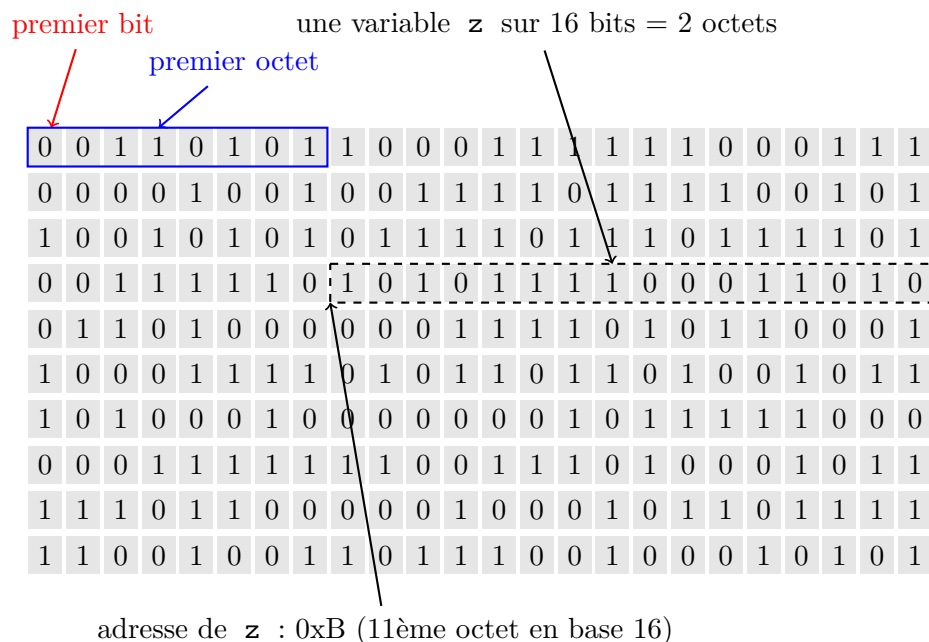 premier bit
une variable z sur 16 bits = 2 octets
premier octet
0 0 1 1 0 1 0 1 1 0 0 0 1 1 1 1 1 1 0 0 0 1 1 1
0 0 0 0 1 0 0 1 0 0 1 1 1 1 0 1 1 1 1 0 0 1 0 1
1 0 0 1 0 1 0 1 0 1 1 1 1 0 1 1 1 0 1 1 1 1 0 1
0 0 1 1 1 1 1 0 1 0 1 0 1 1 1 1 0 0 0 1 1 0 1 0
0 1 1 0 1 0 0 0 0 0 0 1 1 1 1 0 1 0 1 1 0 0 0 1
1 0 0 0 1 1 1 1 0 1 0 1 1 0 1 1 0 1 0 0 1 0 1 1
1 0 1 0 0 0 1 0 0 0 0 0 0 0 1 0 1 1 1 1 1 0 0 0
0 0 0 1 1 1 1 1 1 1 0 0 1 1 1 0 1 0 0 0 1 0 1 1
1 1 1 0 1 1 0 0 0 0 0 1 0 0 0 1 0 1 1 0 1 1 1 1
1 1 0 0 1 0 0 1 1 0 1 1 1 0 0 1 0 0 0 1 0 1 0 1
adresse de z : 0xB (11ème octet en base 16)